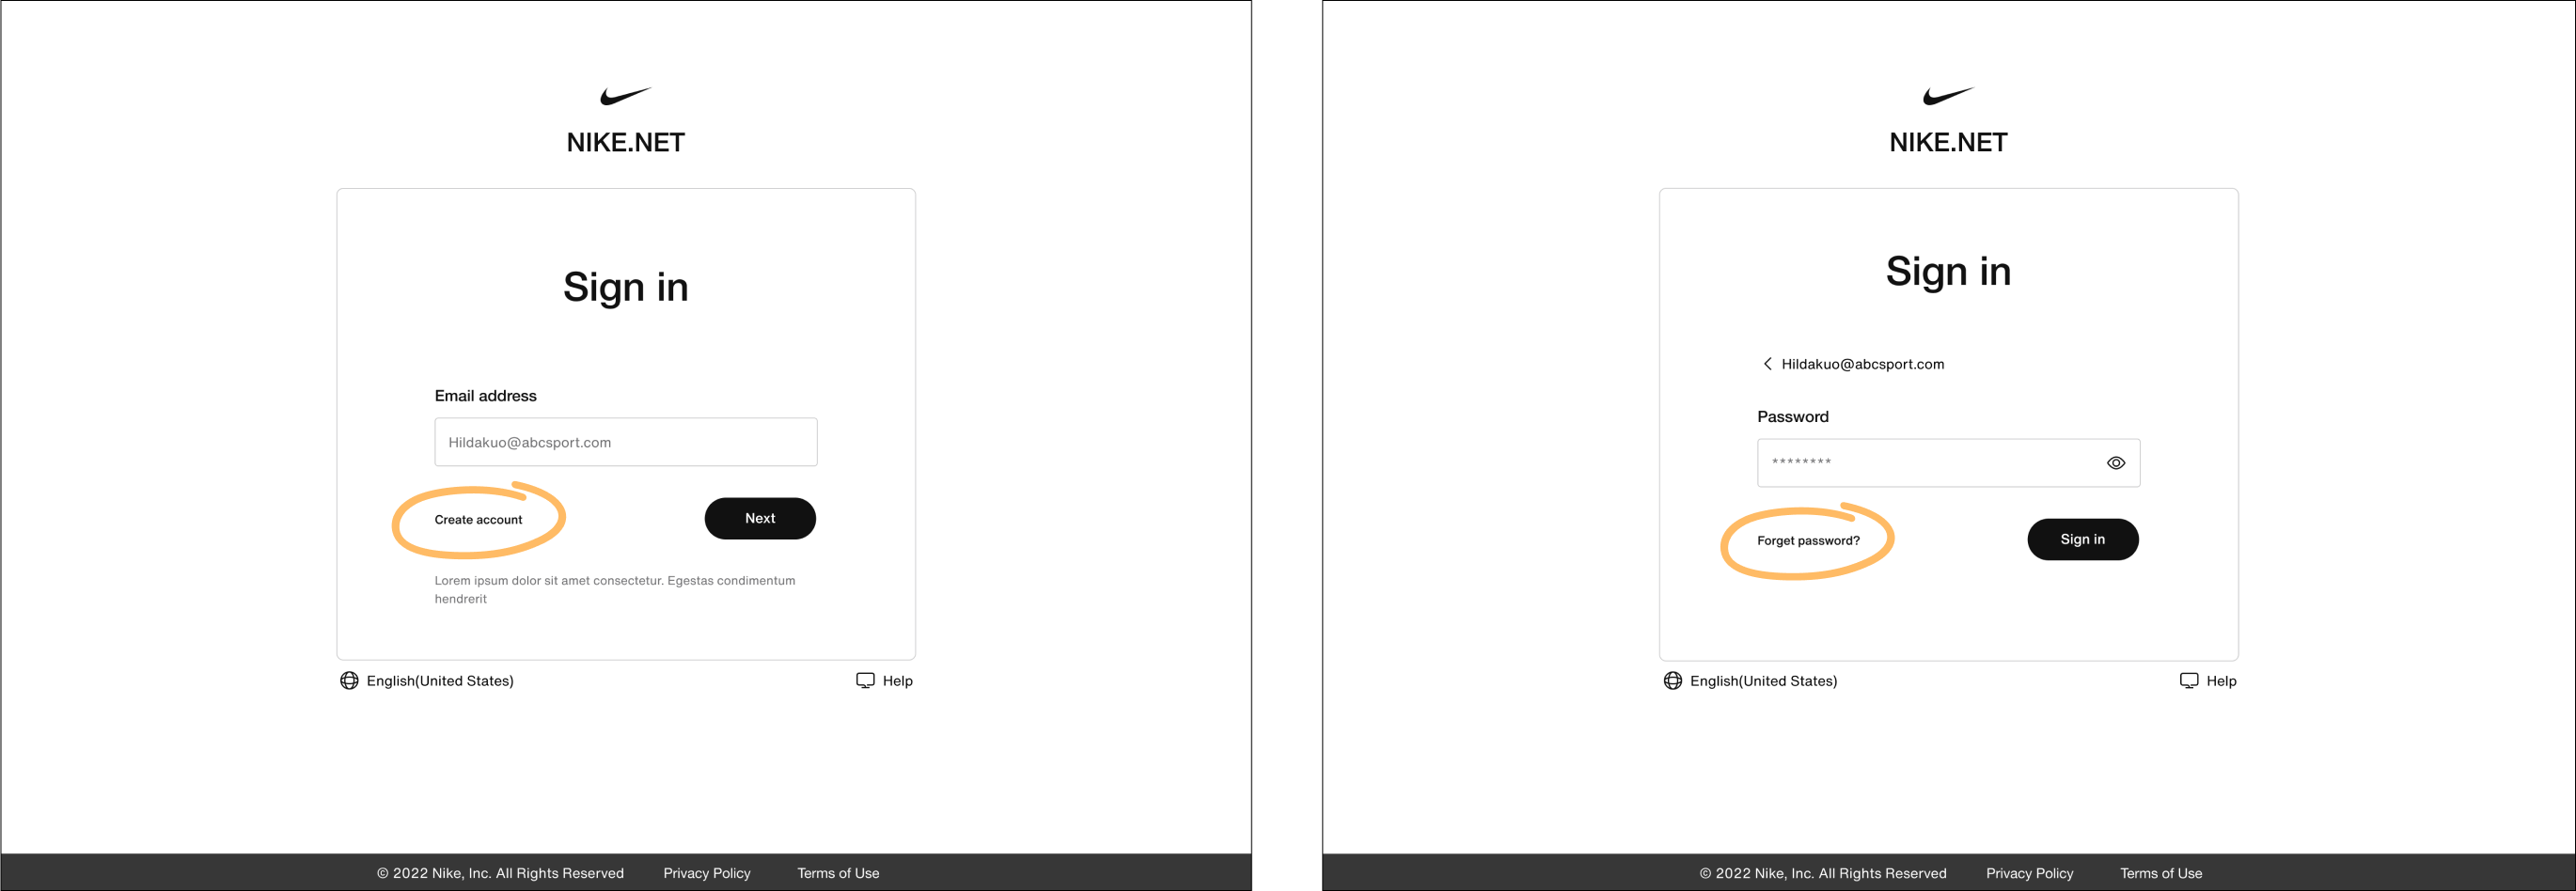 NIKE.NET
Sign in
Email address
Hildakuo@abcsport.com
Create account
Next
Lorem ipsum dolor sit amet consectetur. Egestas condimentum
hendrerit
English(United States)
Help
© 2022 Nike, Inc. All Rights Reserved
Privacy Policy
Terms of Use
NIKE.NET
Sign in
Hildakuo@abcsport.com
Password
********
Forget password?
Sign in
English(United States)
Help
© 2022 Nike, Inc. All Rights Reserved
Privacy Policy
Terms of Use